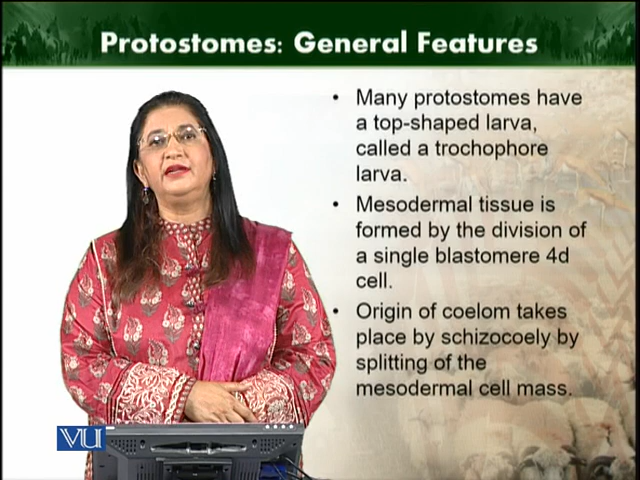 Protostomes: General Features
• Many protostomes have
a top-shaped larva,
called a trochophore
larva.
• Mesodermal tissue is
formed by the division of
a single blastomere 4d
cell.
• Origin of coelom takes
place by schizocoely by
splitting of the
mesodermal cell mass.
VU